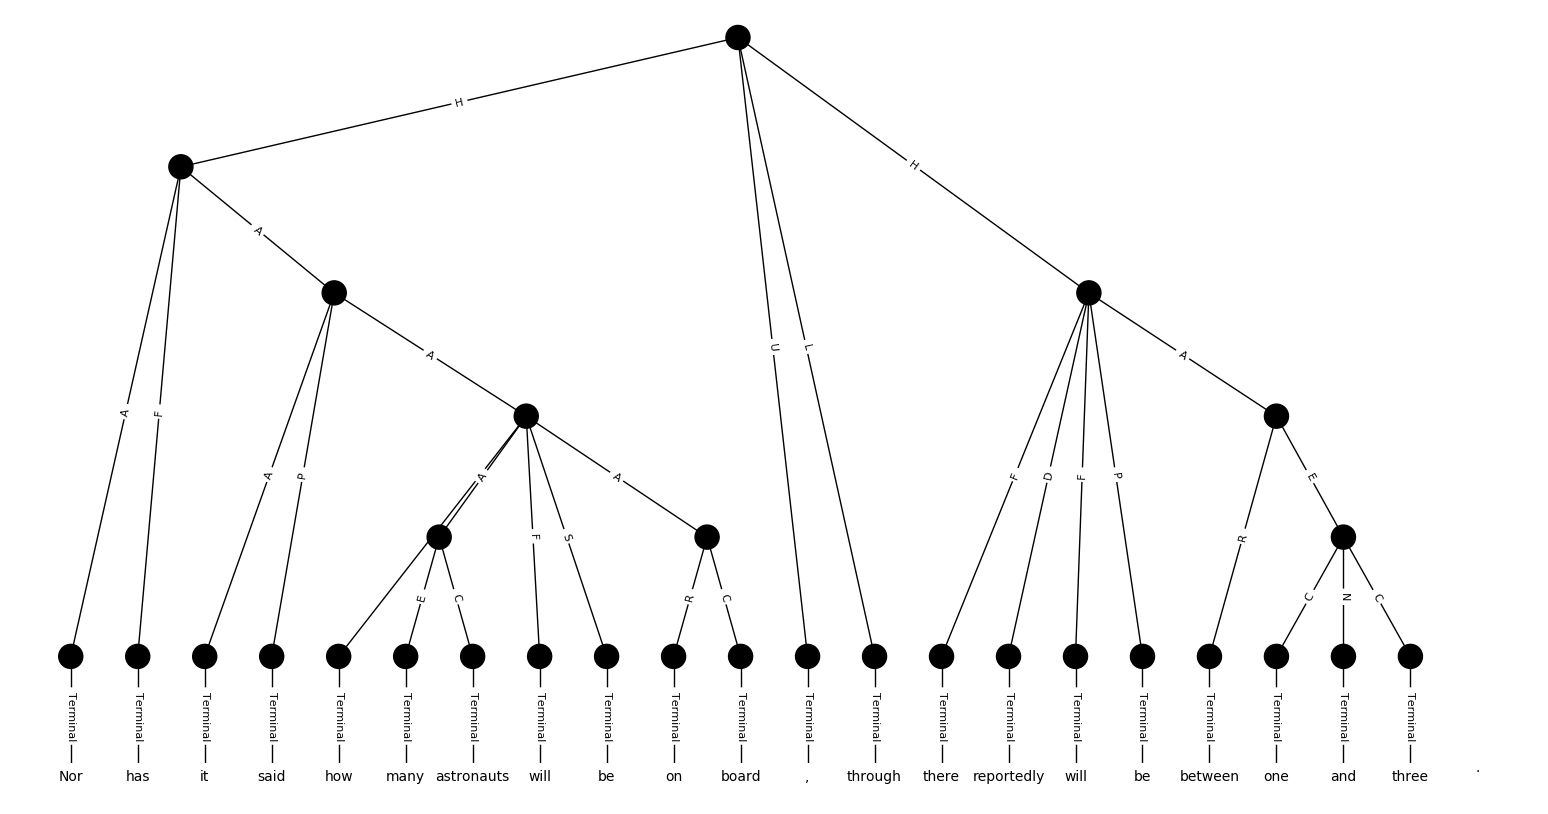 H
H
A
A
U
L
A
A
A
F
F
A
P
A
A
F
D
F
P
E
F
S
R
E
C
R
C
C
N
C
Terminal Terminal Terminal Terminal Terminal Terminal Terminal Terminal Terminal Terminal Terminal Terminal Terminal Terminal Terminal Terminal Terminal Terminal Terminal Terminal Terminal
Nor has it said how many astronauts will be on board , through there reportedly will be between one and three .